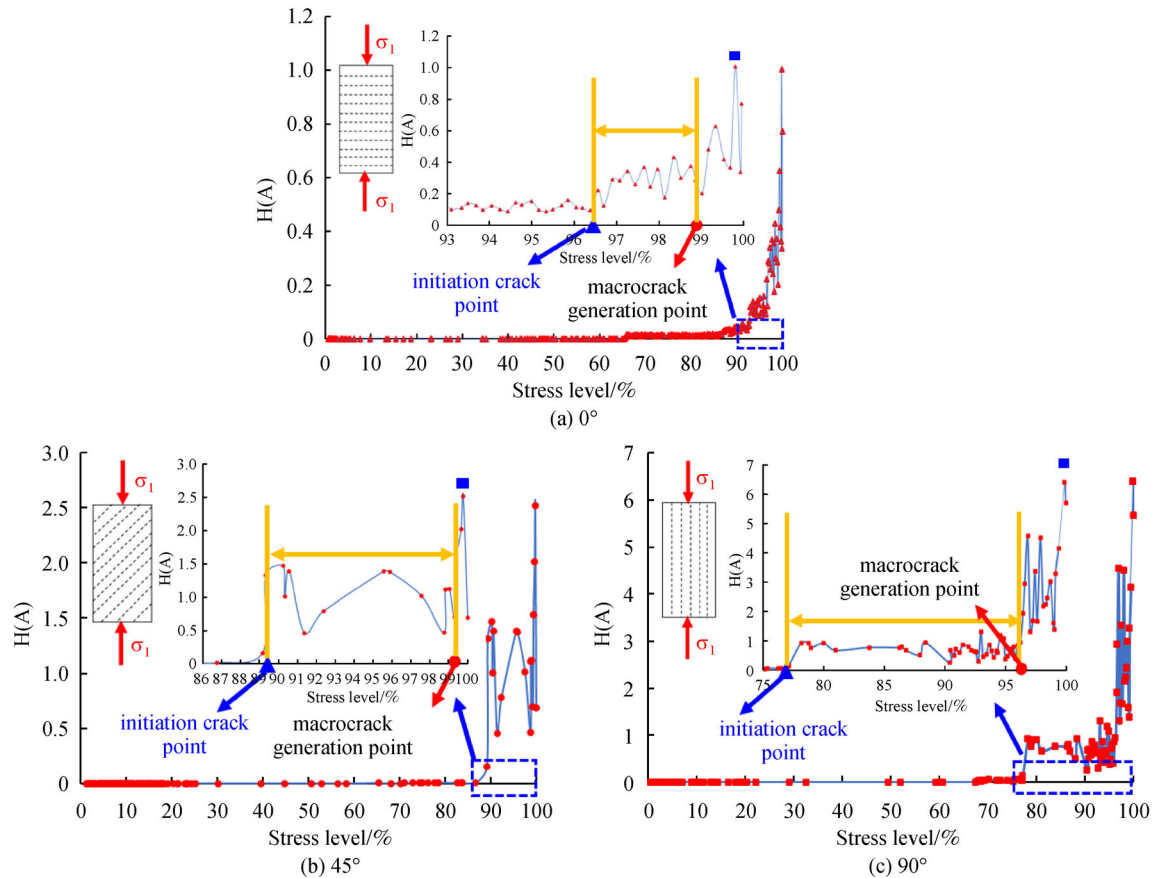 1.2
1.0
0.8
0.6
0.4
0.2
0
H(A)
0 10 20 30 40 50 60 70 80 90 100
Stress level/%
(a) 0°
σ1
σ1
1.4
1.2
1.0
0.8
0.6
0.4
0.2
0
H(A)
93 94 95 96 97 98 99 100
Stress level/%
initiation crack
point
macrocrack
generation point
3.0
2.5
2.0
1.5
1.0
0.5
0
H(A)
0 10 20 30 40 50 60 70 80 90 100
Stress level/%
(b) 45°
σ1
σ1
3.0
2.5
2.0
1.5
1.0
0.5
0.0
H(A)
86 87 88 89 90 91 92 93 94 95 96 97 98 99 100
Stress level/%
initiation crack
point
macrocrack
generation point
7
6
5
4
3
2
1
0
H(A)
0 10 20 30 40 50 60 70 80 90 100
Stress level/%
(c) 90°
σ1
σ1
7
6
5
4
3
2
1
0
H(A)
75 80 85 90 95 100
Stress level/%
macrocrack
generation point
initiation crack
point